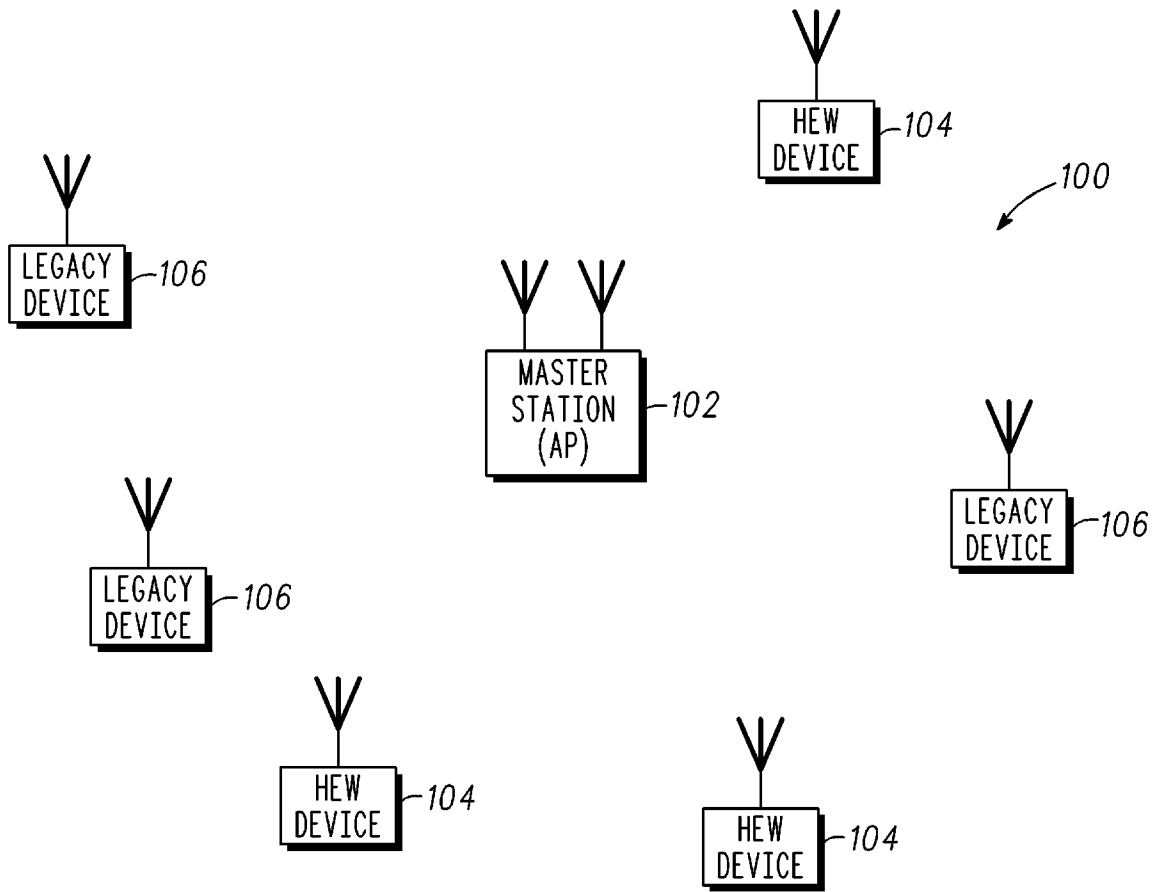 HEW
DEVICE
104
100
LEGACY
DEVICE
106
MASTER
STATION
(AP)
102
LEGACY
DEVICE
106
LEGACY
DEVICE
106
HEW
DEVICE
104
HEW
DEVICE
104